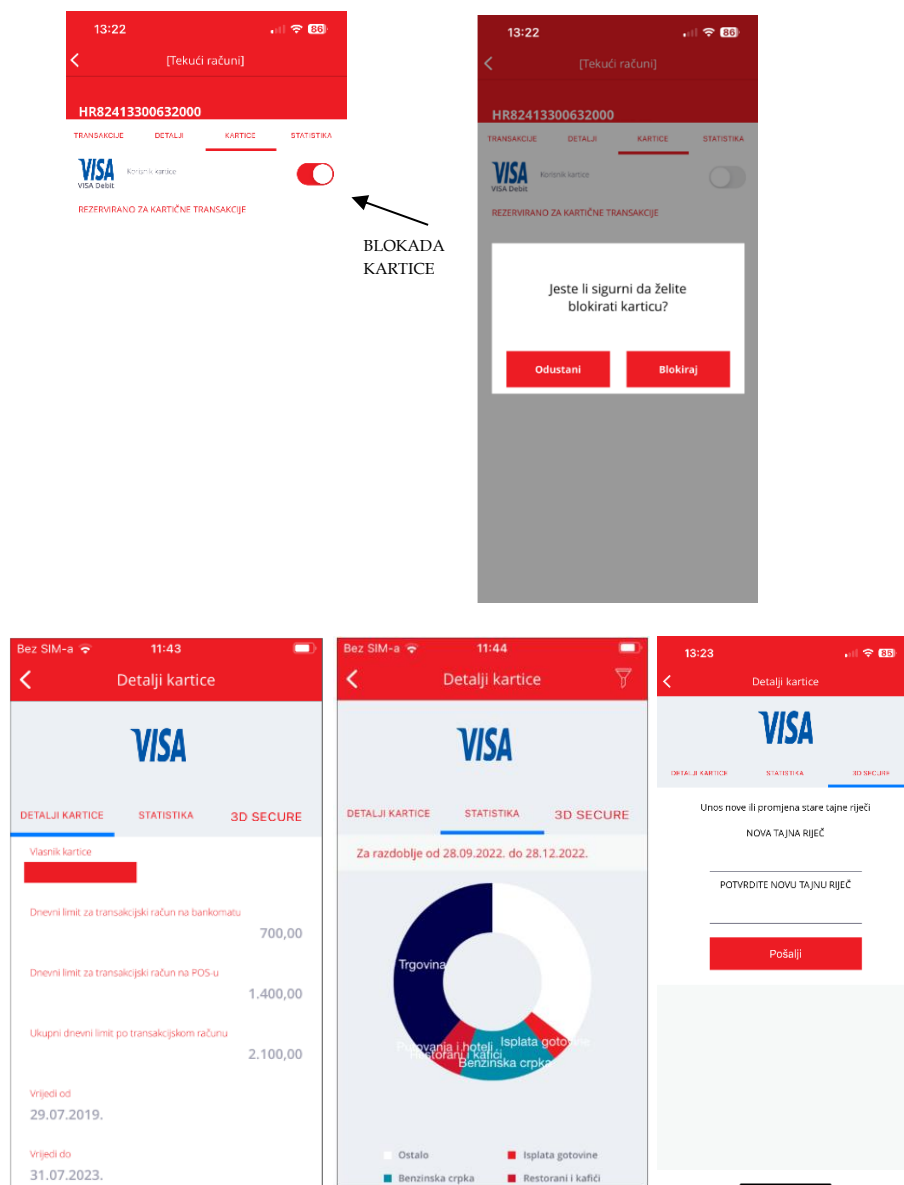 13:22
86
[Tekući računi]
HR82413300632000
TRANSAKCIJE DETALJI KARTICE STATISTIKA
VISA
Korisnik kartice
VISA Debit
REZERVIRANO ZA KARTIČNE TRANSAKCIJE
BLOKADA
KARTICE
13:22
86
[Tekući računi]
HR82413300632000
TRANSAKCIJE DETALJI KARTICE STATISTIKA
VISA
Korisnik kartice
VISA Debit
REZERVIRANO ZA KARTIČNE TRANSAKCIJE
Jeste li sigurni da želite
blokirati karticu?
Odustani Blokiraj
Bez SIM-a 11:43
Detalji kartice
VISA
DETALJI KARTICE STATISTIKA 3D SECURE
Vlasnik kartice
Dnevni limit za transakcijski račun na bankomatu
700,00
Dnevni limit za transakcijski račun na POS-u
1.400,00
Ukupni dnevni limit po transakcijskom računu
2.100,00
Vrijedi od
29.07.2019.
Vrijedi do
31.07.2023.
Bez SIM-a 11:44
Detalji kartice
VISA
DETALJI KARTICE STATISTIKA 3D SECURE
Za razdoblje od 28.09.2022. do 28.12.2022.
Trgovina
Isplata gotovine
Putovanja i hoteli
Restorani i kafići
Benzinska crpka
Ostalo Isplata gotovine
Benzinska crpka Restorani i kafići
13:23
85
Detalji kartice
VISA
DETALJI KARTICE STATISTIKA 3D SECURE
Unos nove ili promjena stare tajne riječi
NOVA TAJNA RIJEČ
POTVRDITE NOVU TAJNU RIJEČ
Pošalji